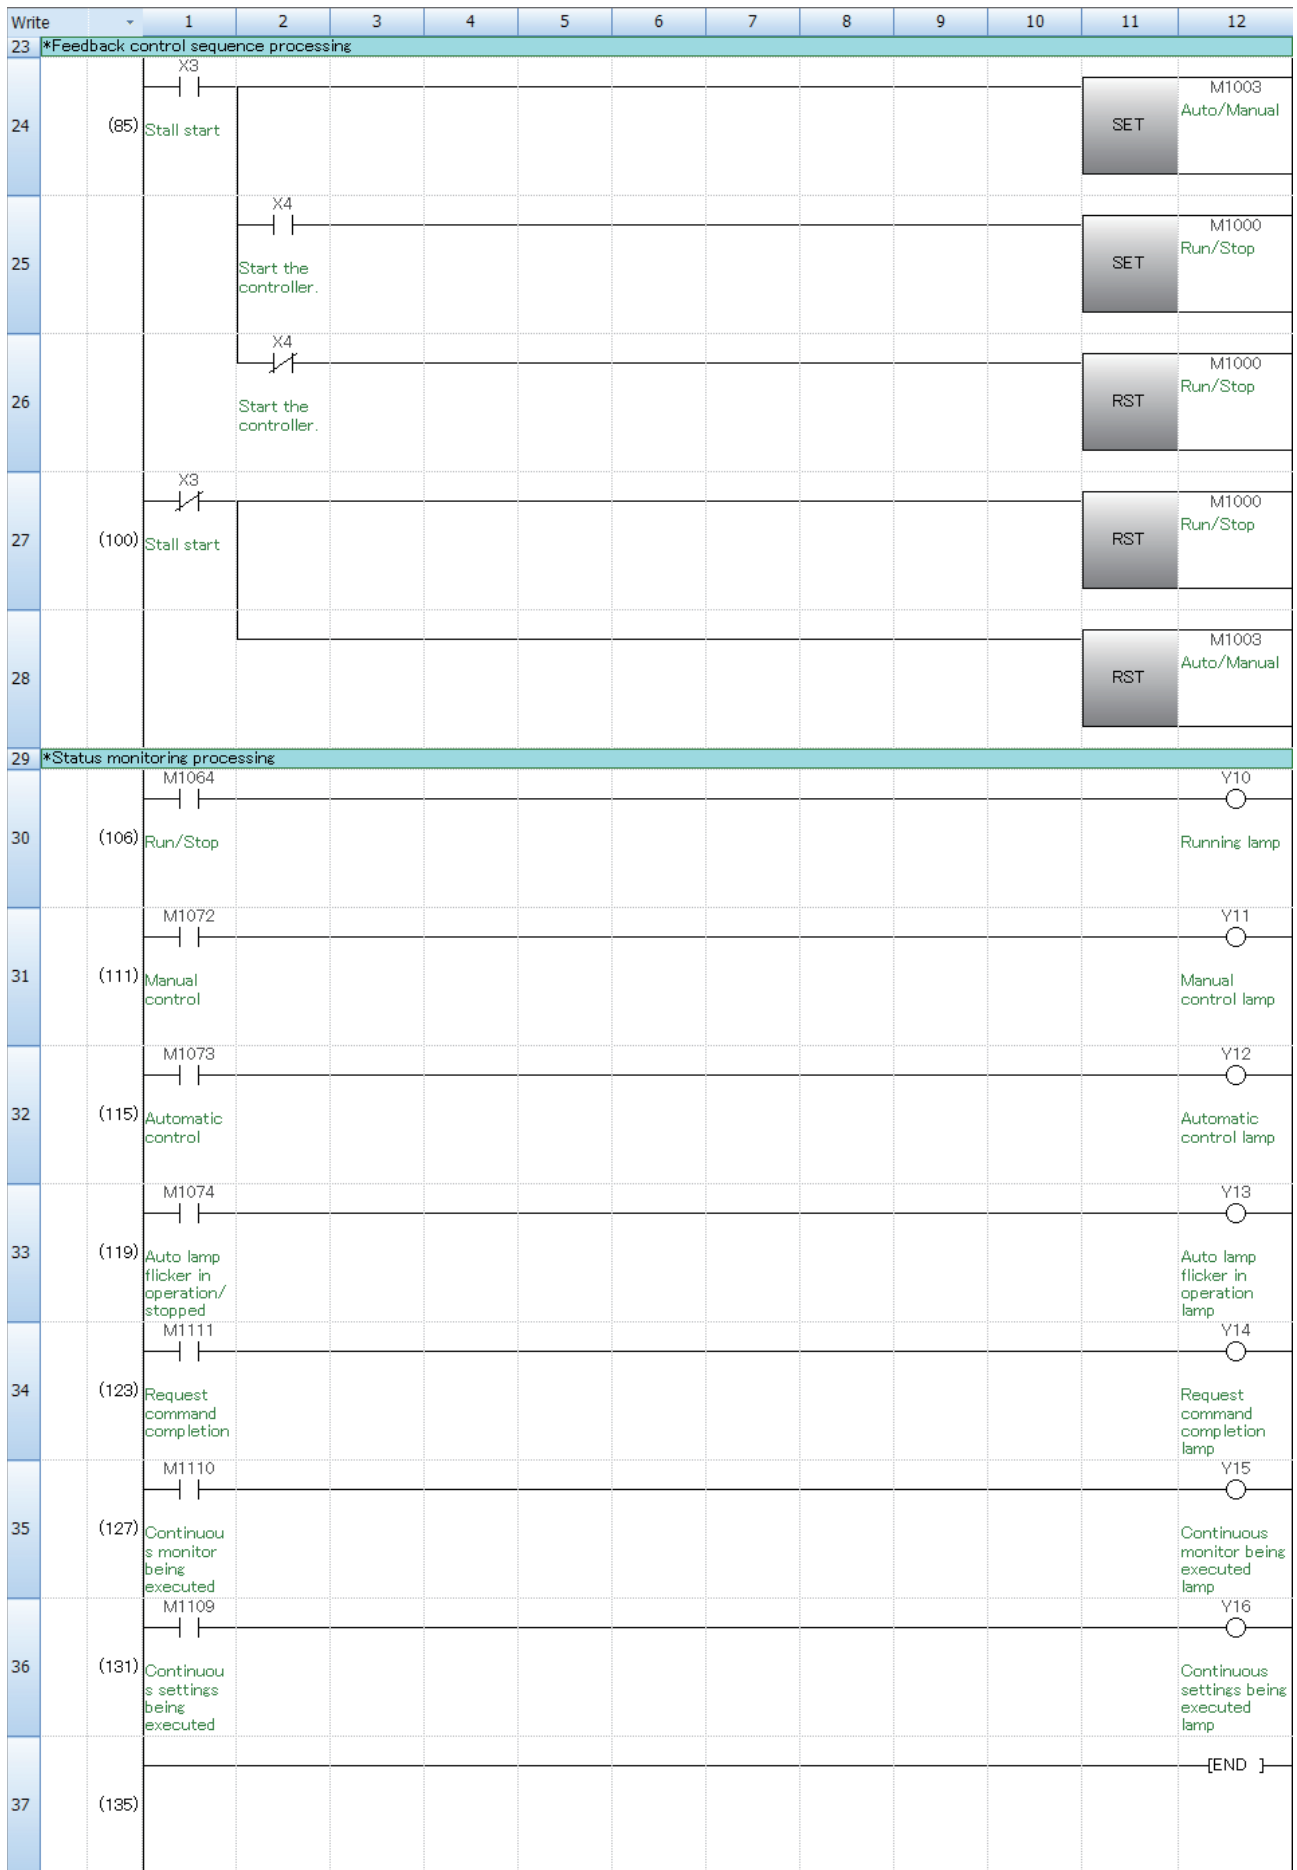 Write 1 2 3 4 5 6 7 8 9 10 11 12
23 *Feedback control sequence processing
X3
M1003
Auto/Manual
24 (85) Stall start SET
X4
M1000
Run/Stop
25 SET
Start the
controller.
X4
M1000
Run/Stop
26 RST
Start the
controller.
X3
M1000
Run/Stop
27 (100) Stall start RST
M1003
Auto/Manual
28 RST
29 *Status monitoring processing
M1064 Y10
30 (106) Run/Stop Running lamp
M1072 Y11
31 (111) Manual Manual
control control lamp
M1073 Y12
32 (115) Automatic Automatic
control control lamp
M1074 Y13
33 (119) Auto lamp Auto lamp
flicker in flicker in
operation/ operation
stopped lamp
M1111 Y14
34 (123) Request Request
command command
completion completion
lamp
M1110 Y15
35 (127) Continuou Continuous
s monitor monitor being
being executed
executed lamp
M1109 Y16
36 (131) Continuou Continuous
s settings settings being
being executed
executed lamp
[END ]
37 (135)